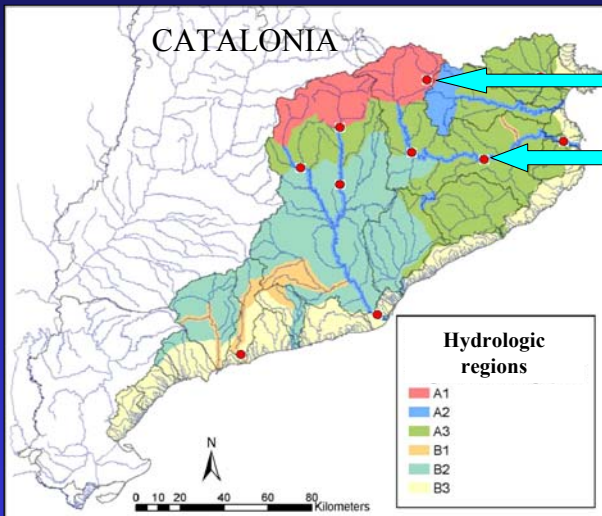 CATALONIA
Hydrologic
regions
A1
A2
A3
B1
B2
B3
N
0 10 20 40 60 80
Kilometers